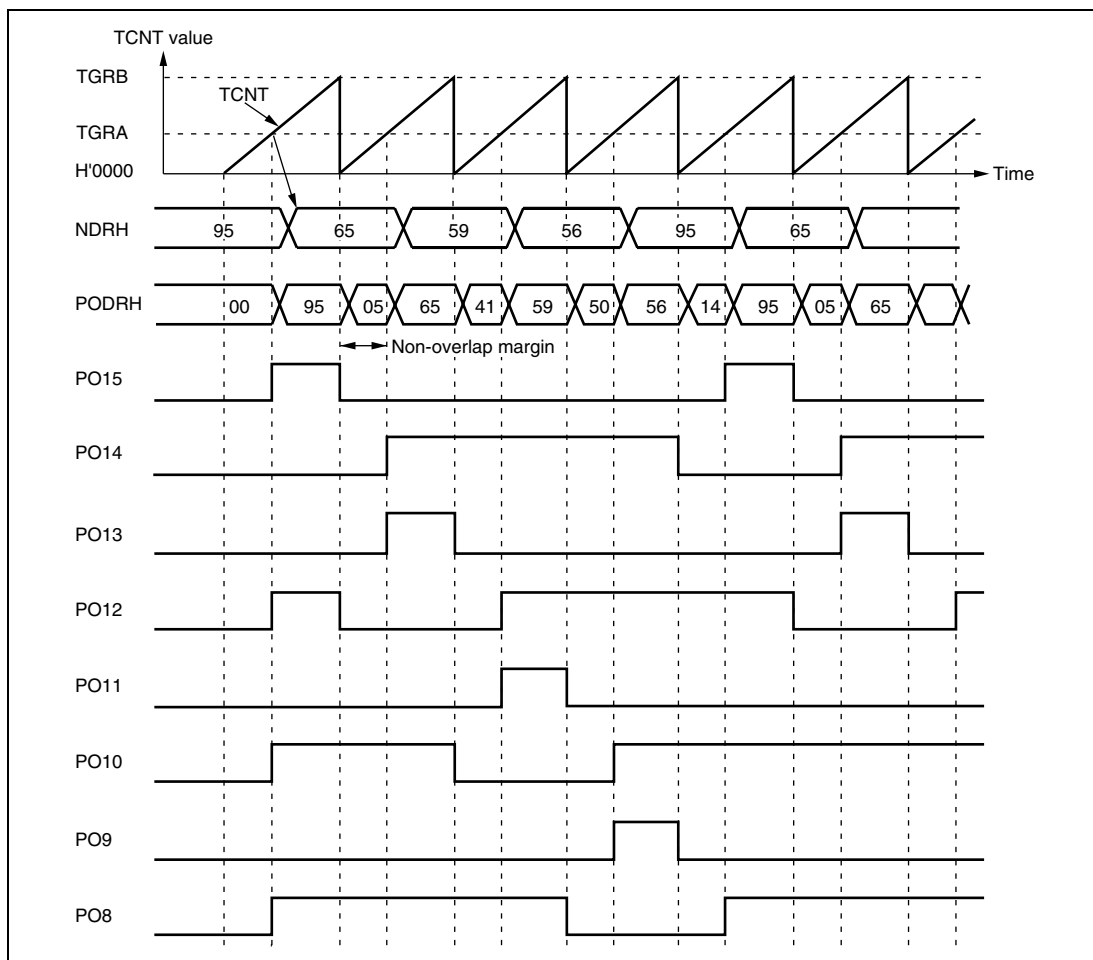 TCNT value
TGRB
TCNT
TGRA
H'0000
Time
NDRH
95 65 59 56 95 65
PODRH
00 95 05 65 41 59 50 56 14 95 05 65
Non-overlap margin
PO15
PO14
PO13
PO12
PO11
PO10
PO9
PO8